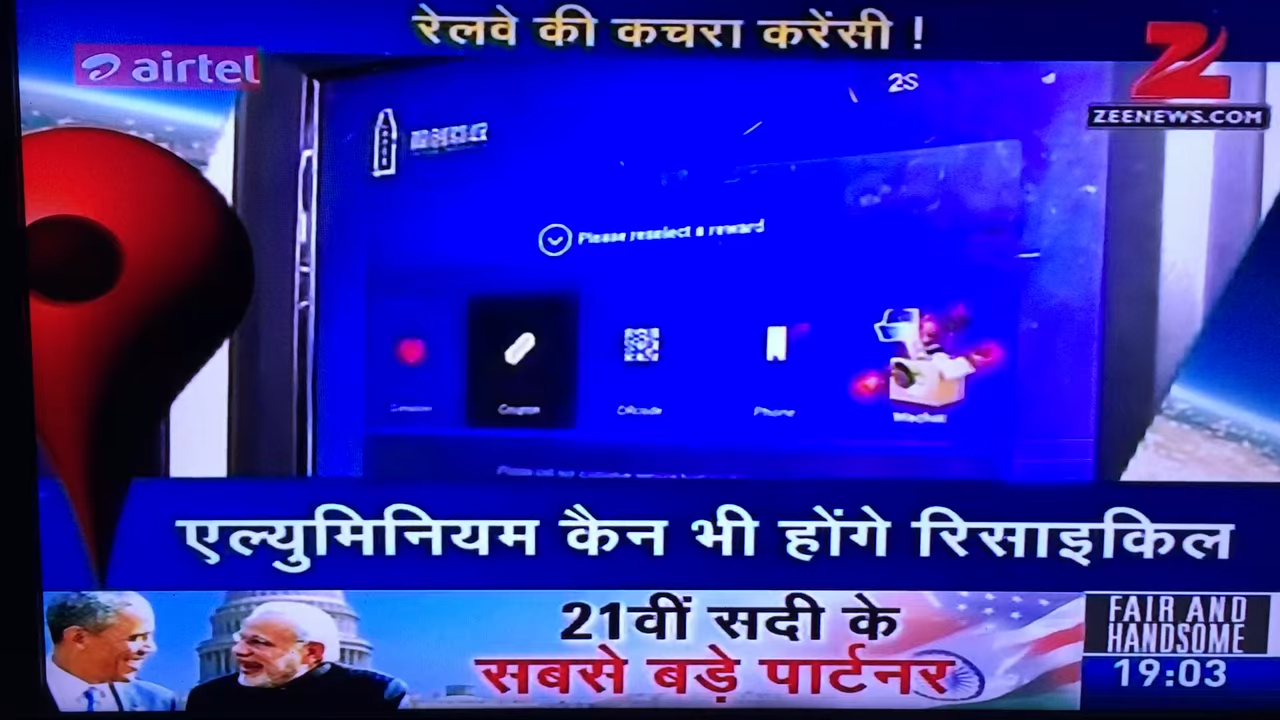 रेलवे की कचरा करेंसी !
airtel
Z
ZEENEWS.COM
2S
Please reselect a reward
Coupon
QRcode
Phone
एल्युमिनियम कैन भी होंगे रिसाइकिल
21वीं सदी के
सबसे बड़े पार्टनर
FAIR AND
HANDSOME
19:03